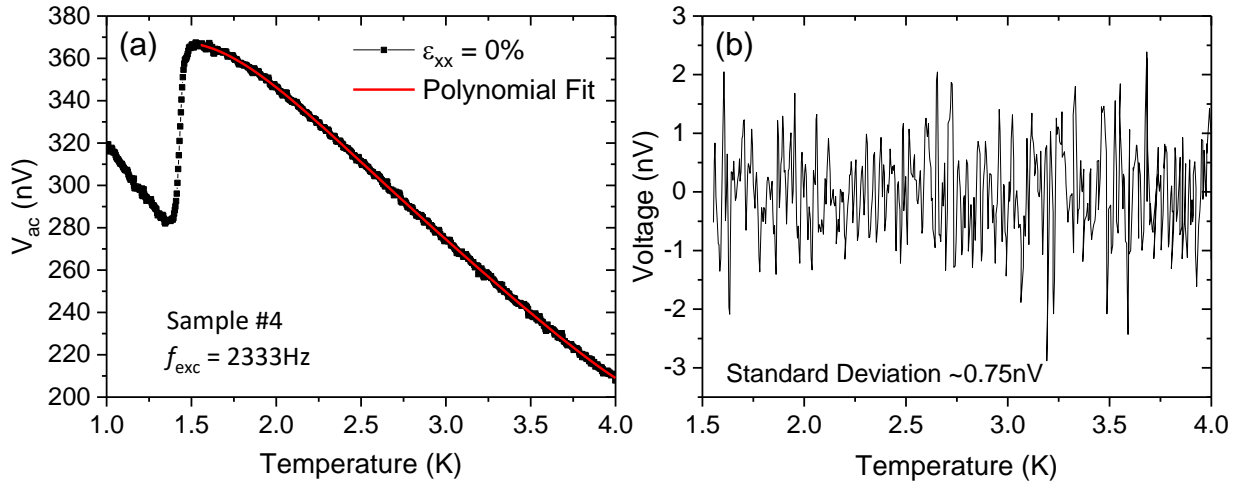 (a)
ε_xx = 0%
Polynomial Fit
Sample #4
f_exc = 2333Hz
V_ac (nV)
380
360
340
320
300
280
260
240
220
200
1.0 1.5 2.0 2.5 3.0 3.5 4.0
Temperature (K)
(b)
Standard Deviation ~0.75nV
Voltage (nV)
3
2
1
0
-1
-2
-3
1.5 2.0 2.5 3.0 3.5 4.0
Temperature (K)